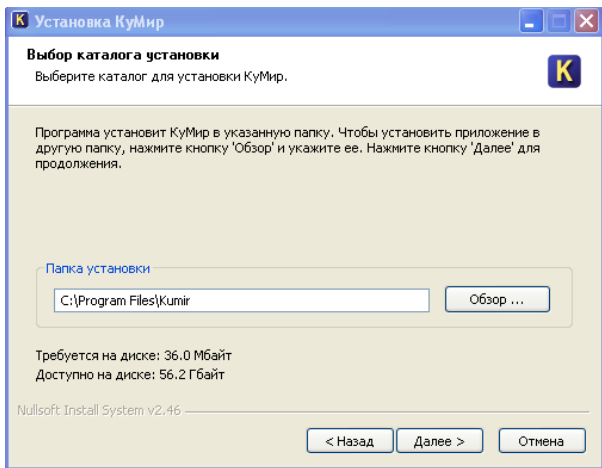 K Установка КуМир
Выбор каталога установки
Выберите каталог для установки КуМир.
K
Программа установит КуМир в указанную папку. Чтобы установить приложение в
другую папку, нажмите кнопку 'Обзор' и укажите ее. Нажмите кнопку 'Далее' для
продолжения.
Папка установки
C:\Program Files\Kumir
Обзор ...
Требуется на диске: 36.0 Мбайт
Доступно на диске: 56.2 Гбайт
Nullsoft Install System v2.46
< Назад
Далее >
Отмена